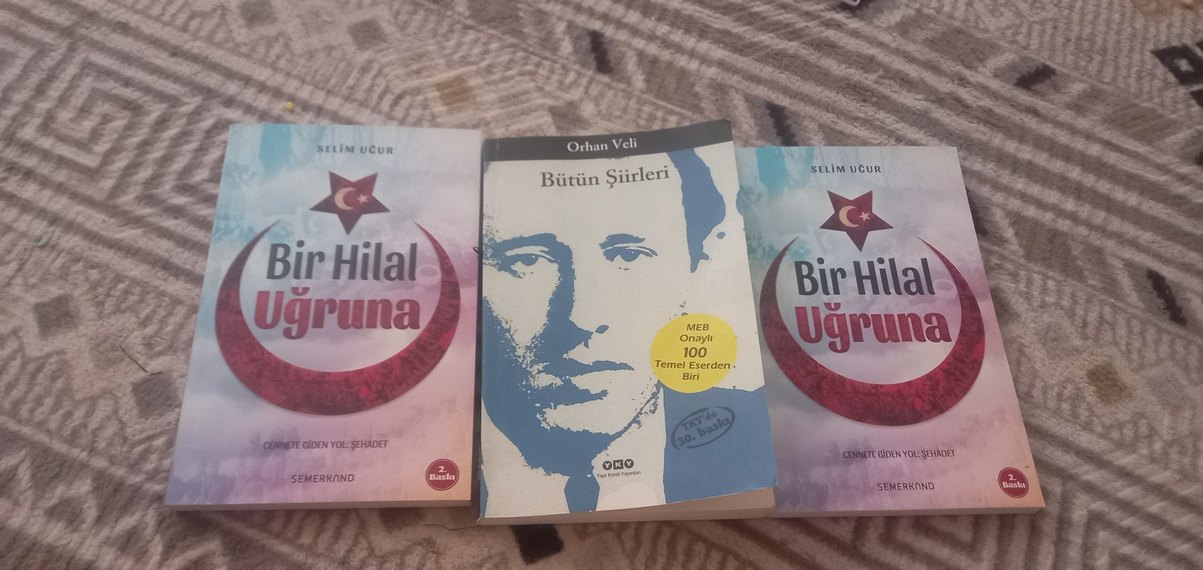 SELİM UĞUR
Bir Hilal
Uğruna
CENNETE GİDEN YOL: ŞEHADET
SEMERKAND
2.
Baskı
Orhan Veli
Bütün Şiirleri
MEB
Onaylı
100
Temel Eserden
Biri
YKY'de
30. baskı
YKY
Yapı Kredi Yayınları
SELİM UĞUR
Bir Hilal
Uğruna
CENNETE GİDEN YOL: ŞEHADET
SEMERKAND
2.
Baskı